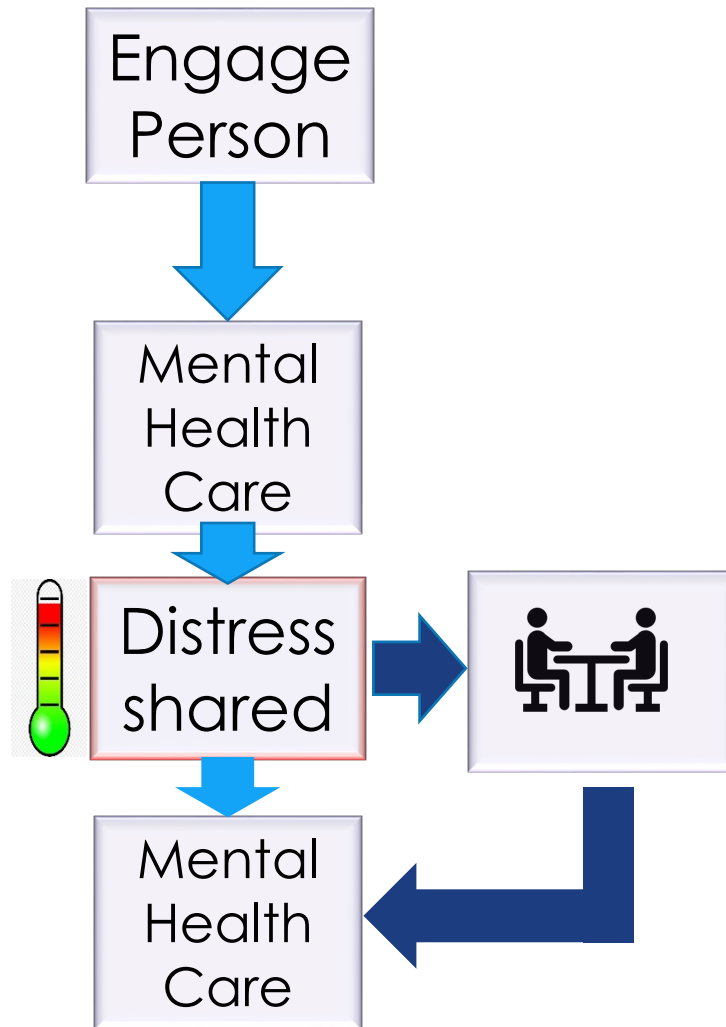 Engage
Person
Mental
Health
Care
Distress
shared
Mental
Health
Care